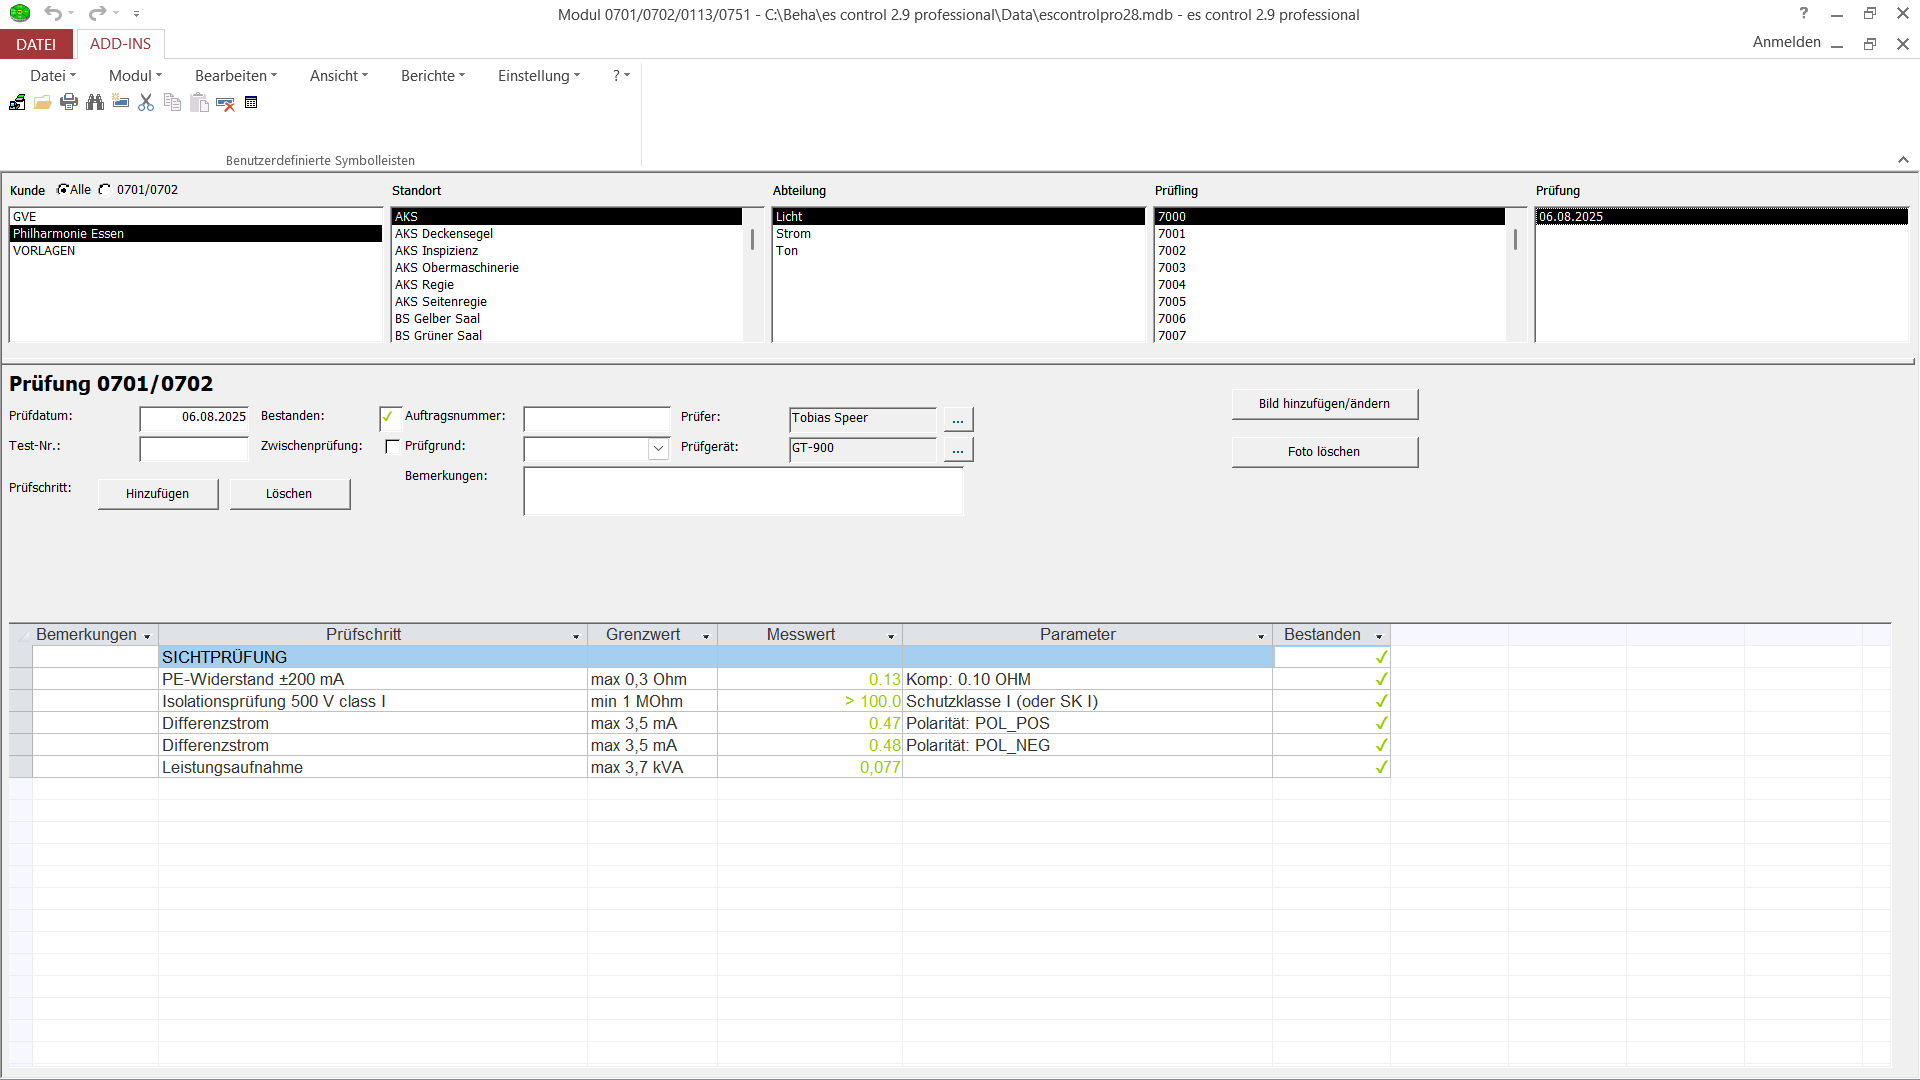 Modul 0701/0702/0113/0751 - C:\Beha\es control 2.9 professional\Data\escontrolpro28.mdb - es control 2.9 professional
?
DATEI ADD-INS Anmelden
Datei Modul Bearbeiten Ansicht Berichte Einstellung ?
Benutzerdefinierte Symbolleisten
Kunde Alle 0701/0702 Standort Abteilung Prüfling Prüfung
GVE AKS Licht 7000 06.08.2025
Philharmonie Essen AKS Deckensegel Strom 7001
VORLAGEN AKS Inspizienz Ton 7002
AKS Obermaschinerie 7003
AKS Regie 7004
AKS Seitenregie 7005
BS Gelber Saal 7006
BS Grüner Saal 7007
Prüfung 0701/0702
Prüfdatum: 06.08.2025 Bestanden: ✓ Auftragsnummer: Prüfer: Tobias Speer ... Bild hinzufügen/ändern
Test-Nr.: Zwischenprüfung: Prüfgrund: Prüfgerät: GT-900 ... Foto löschen
Bemerkungen:
Prüfschritt: Hinzufügen Löschen
Bemerkungen Prüfschritt Grenzwert Messwert Parameter Bestanden
SICHTPRÜFUNG ✓
PE-Widerstand ±200 mA max 0,3 Ohm 0.13 Komp: 0.10 OHM ✓
Isolationsprüfung 500 V class I min 1 MOhm > 100.0 Schutzklasse I (oder SK I) ✓
Differenzstrom max 3,5 mA 0.47 Polarität: POL_POS ✓
Differenzstrom max 3,5 mA 0.48 Polarität: POL_NEG ✓
Leistungsaufnahme max 3,7 kVA 0,077 ✓